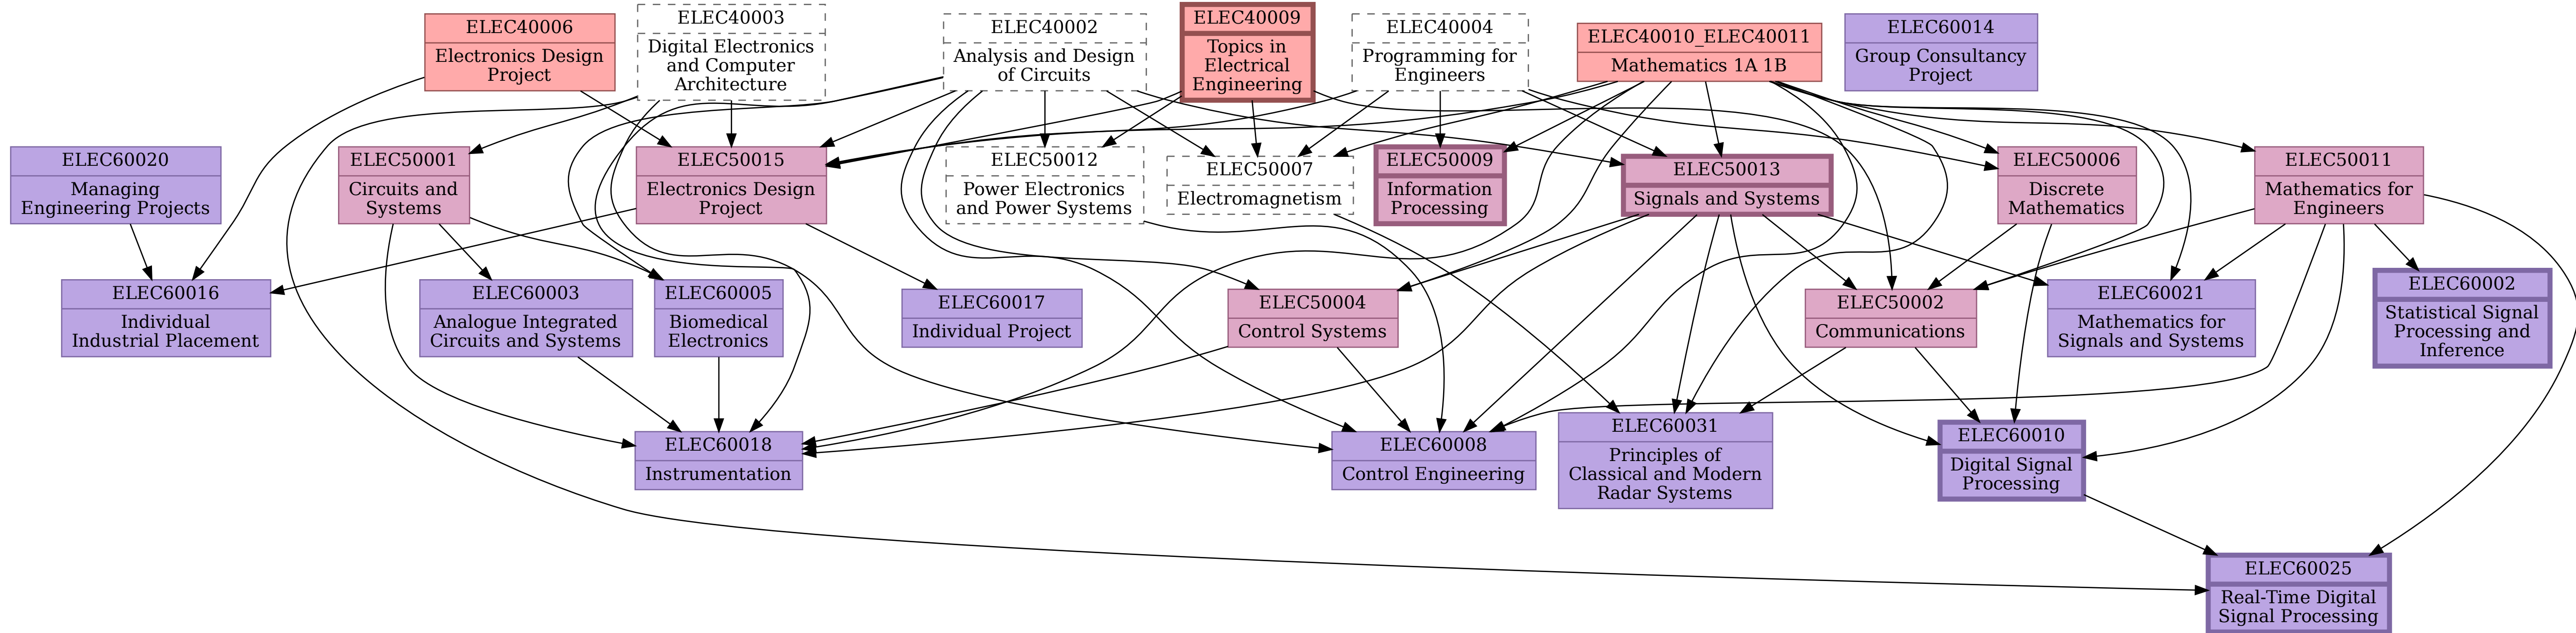 ELEC40006
Electronics Design
Project
ELEC40003
Digital Electronics
and Computer
Architecture
ELEC40002
Analysis and Design
of Circuits
ELEC40009
Topics in
Electrical
Engineering
ELEC40004
Programming for
Engineers
ELEC40010_ELEC40011
Mathematics 1A 1B
ELEC60014
Group Consultancy
Project
ELEC60020
Managing
Engineering Projects
ELEC50001
Circuits and
Systems
ELEC50015
Electronics Design
Project
ELEC50012
Power Electronics
and Power Systems
ELEC50007
Electromagnetism
ELEC50009
Information
Processing
ELEC50013
Signals and Systems
ELEC50006
Discrete
Mathematics
ELEC50011
Mathematics for
Engineers
ELEC60016
Individual
Industrial Placement
ELEC60003
Analogue Integrated
Circuits and Systems
ELEC60005
Biomedical
Electronics
ELEC60017
Individual Project
ELEC50004
Control Systems
ELEC50002
Communications
ELEC60021
Mathematics for
Signals and Systems
ELEC60002
Statistical Signal
Processing and
Inference
ELEC60018
Instrumentation
ELEC60008
Control Engineering
ELEC60031
Principles of
Classical and Modern
Radar Systems
ELEC60010
Digital Signal
Processing
ELEC60025
Real-Time Digital
Signal Processing